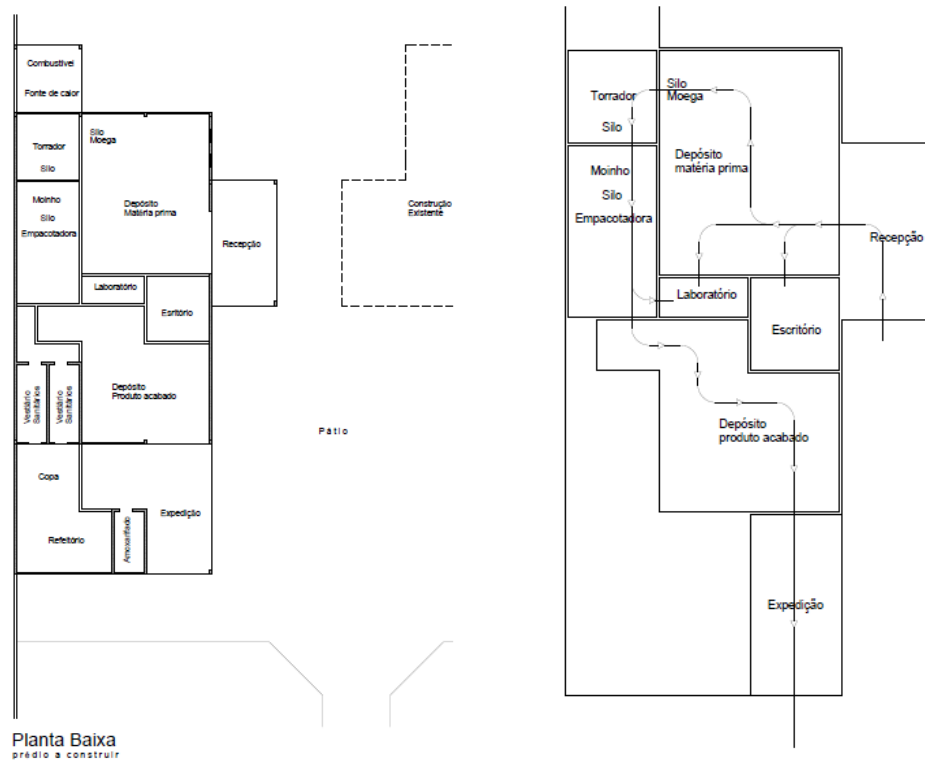 Combustível
Fonte de calor
Torrador
Silo
Silo
Moega
Moinho
Silo
Empacotadora
Depósito
Matéria prima
Recepção
Construção
Existente
Laboratório
Esritório
Vestiário
Sanitários
Vestiário
Sanitários
Depósito
Produto acabado
Pátio
Copa
Refeitório
Amoxarifado
Expedição
Planta Baixa
prédio a construir
Torrador
Silo
Silo
Moega
Moinho
Silo
Empacotadora
Depósito
matéria prima
Recepção
Laboratório
Escritório
Depósito
produto acabado
Expedição